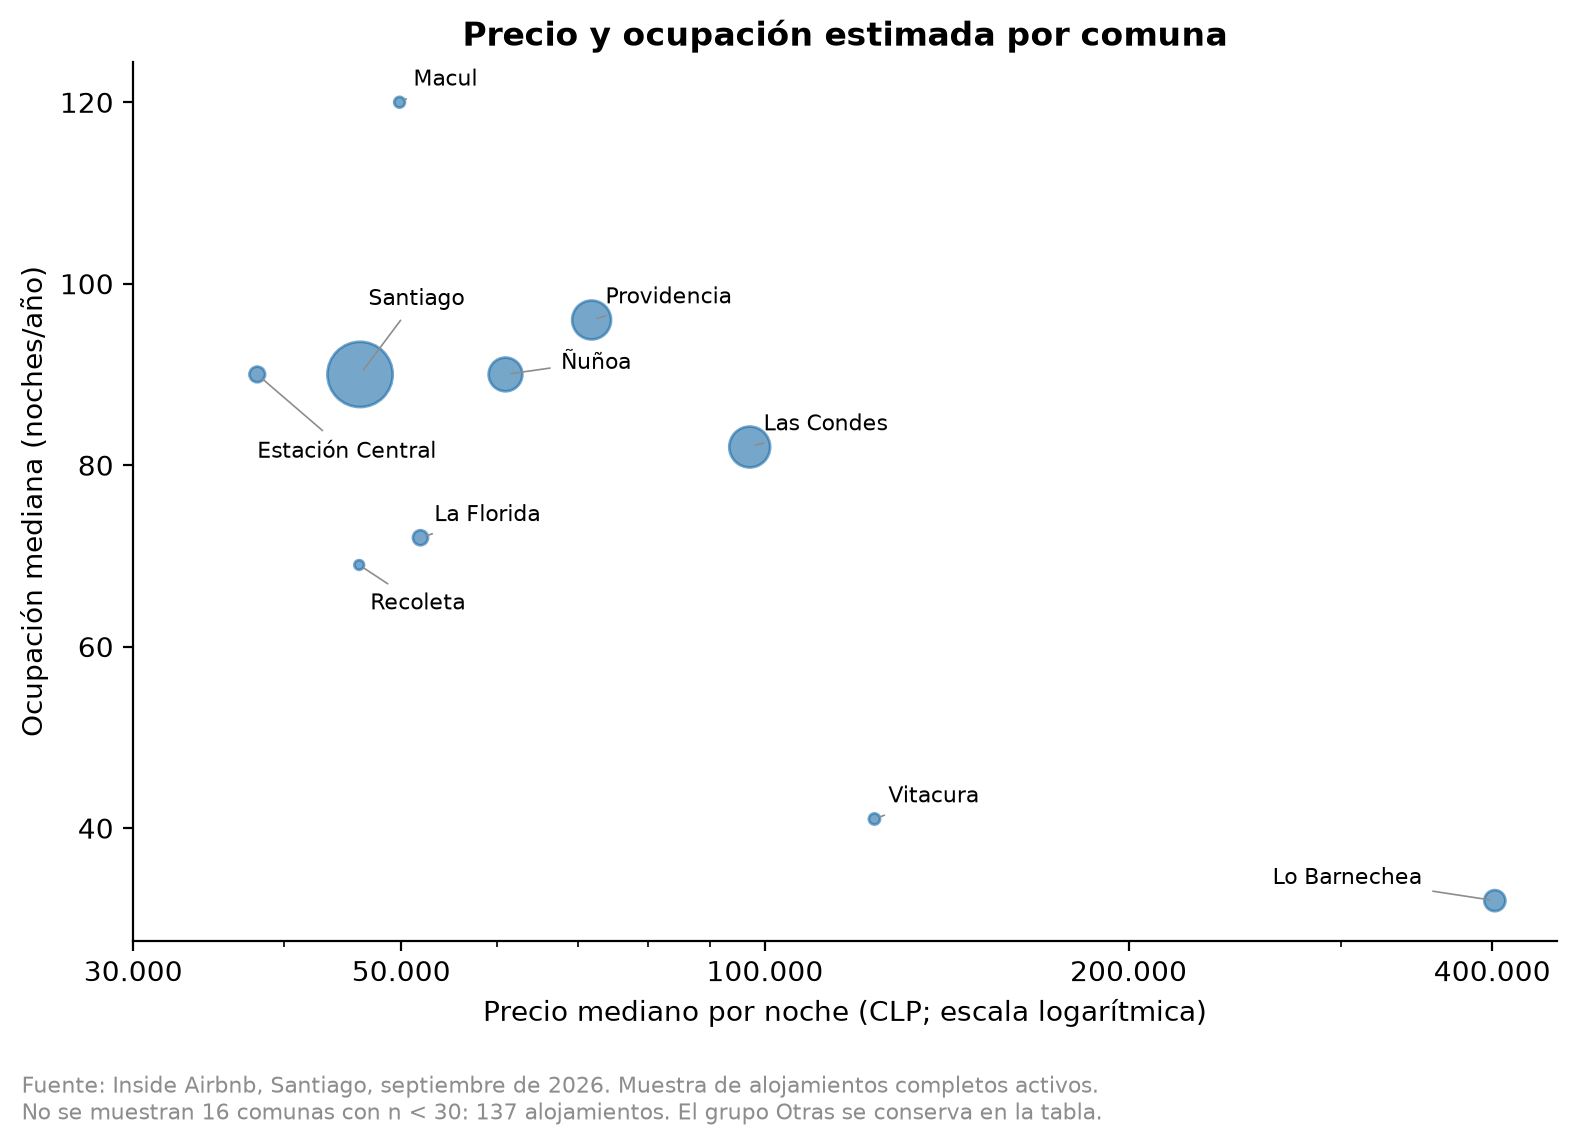 Precio y ocupación estimada por comuna
Macul
120
Santiago
Providencia
100
Ñuñoa
Las Condes
Estación Central
80
La Florida
Recoleta
60
Vitacura
40
Lo Barnechea
Ocupación mediana (noches/año)
30.000 50.000 100.000 200.000 400.000
Precio mediano por noche (CLP; escala logarítmica)
Fuente: Inside Airbnb, Santiago, septiembre de 2026. Muestra de alojamientos completos activos.
No se muestran 16 comunas con n < 30: 137 alojamientos. El grupo Otras se conserva en la tabla.